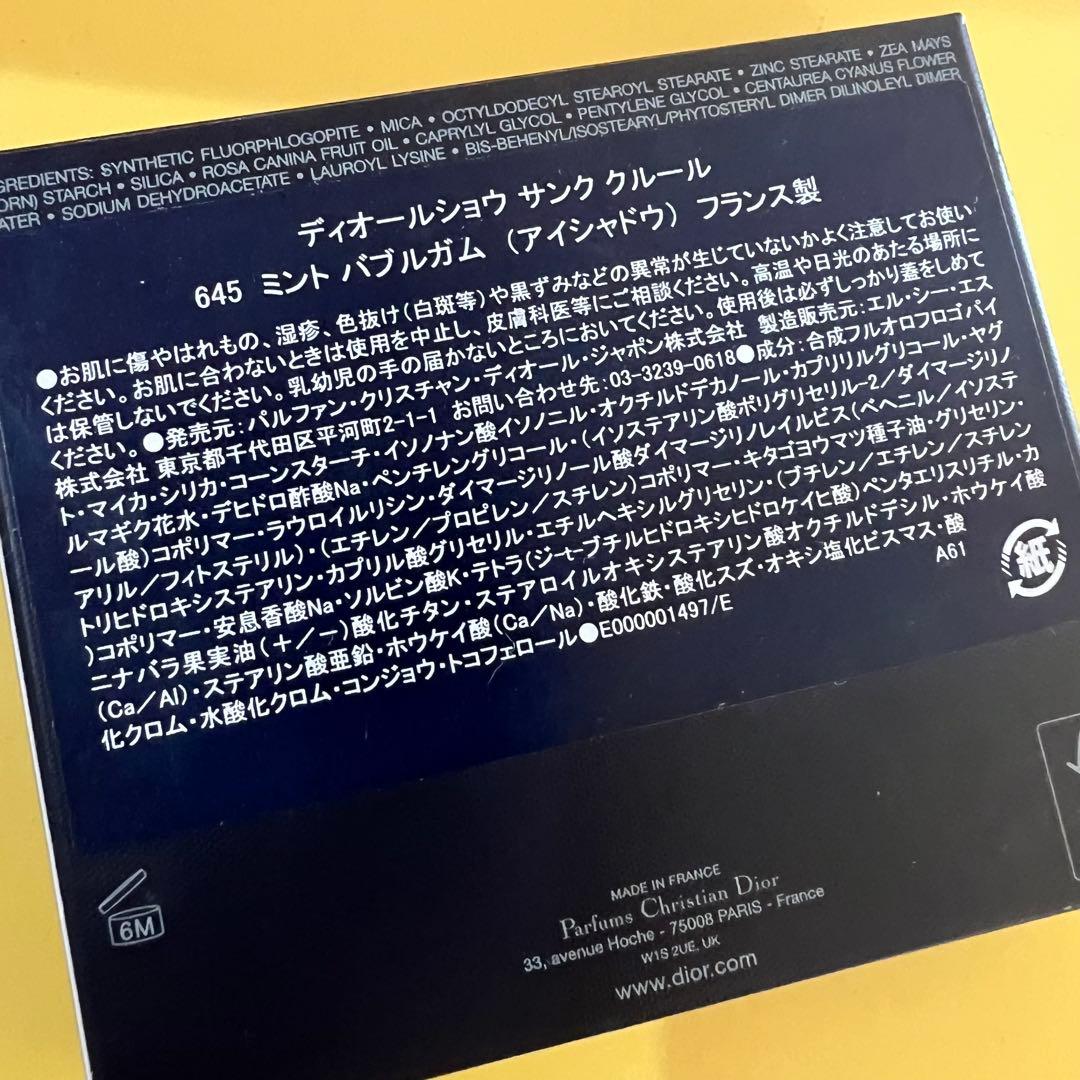 GREDIENTS: SYNTHETIC FLUORPHLOGOPITE • MICA • OCTYLDODECYL STEAROYL STEARATE • ZINC STEARATE • ZEA MAYS
ORN) STARCH • SILICA • ROSA CANINA FRUIT OIL • CAPRYLYL GLYCOL • PENTYLENE GLYCOL • CENTAUREA CYANUS FLOWER
ATER • SODIUM DEHYDROACETATE • LAUROYL LYSINE • BIS-BEHENYL/ISOSTEARYL/PHYTOSTERYL DIMER DILINOLEYL DIMER
ディオールショウ サンク クルール
645 ミント バブルガム (アイシャドウ) フランス製
●お肌に傷やはれもの、湿疹、色抜け(白斑等)や黒ずみなどの異常が生じていないかよく注意してお使い
ください。お肌に合わないときは使用を中止し、皮膚科医等にご相談ください。高温や日光のあたる場所に
は保管しないでください。乳幼児の手の届かないところにおいてください。使用後は必ずしっかり蓋をしめて
ください。●発売元:パルファン・クリスチャン・ディオール・ジャポン株式会社 製造販売元:エル・シー・エス
株式会社 東京都千代田区平河町2-1-1 お問い合わせ先:03-3239-0618●成分:合成フルオロフロゴパイ
ト・マイカ・シリカ・コーンスターチ・イソノナン酸イソノニル・オクチルドデカノール・カプリリルグリコール・ヤグ
ルマギク花水・デヒドロ酢酸Na・ペンチレングリコール・(イソステアリン酸ポリグリセリル-2/ダイマージリノ
ール酸)コポリマー・ラウロイルリシン・ダイマージリノール酸ダイマージリノレイルビス(ベヘニル/イソステ
アリル/フィトステリル)・(エチレン/プロピレン/スチレン)コポリマー・キタゴヨウマツ種子油・グリセリン・
トリヒドロキシステアリン・カプリル酸グリセリル・エチルヘキシルグリセリン・(ブチレン/エチレン/スチレン
)コポリマー・安息香酸Na・ソルビン酸K・テトラ(ジ-t-ブチルヒドロキシヒドロケイヒ酸)ペンタエリスリチル・カ
ニナバラ果実油(+/-)酸化チタン・ステアロイルオキシステアリン酸オクチルドデシル・ホウケイ酸
(Ca/Al)・ステアリン酸亜鉛・ホウケイ酸(Ca/Na)・酸化鉄・酸化スズ・オキシ塩化ビスマス・酸
化クロム・水酸化クロム・コンジョウ・トコフェロール●E000001497/E
A61
紙
6M
MADE IN FRANCE
Parfums Christian Dior
33, avenue Hoche - 75008 PARIS - France
W1S 2UE, UK
www.dior.com